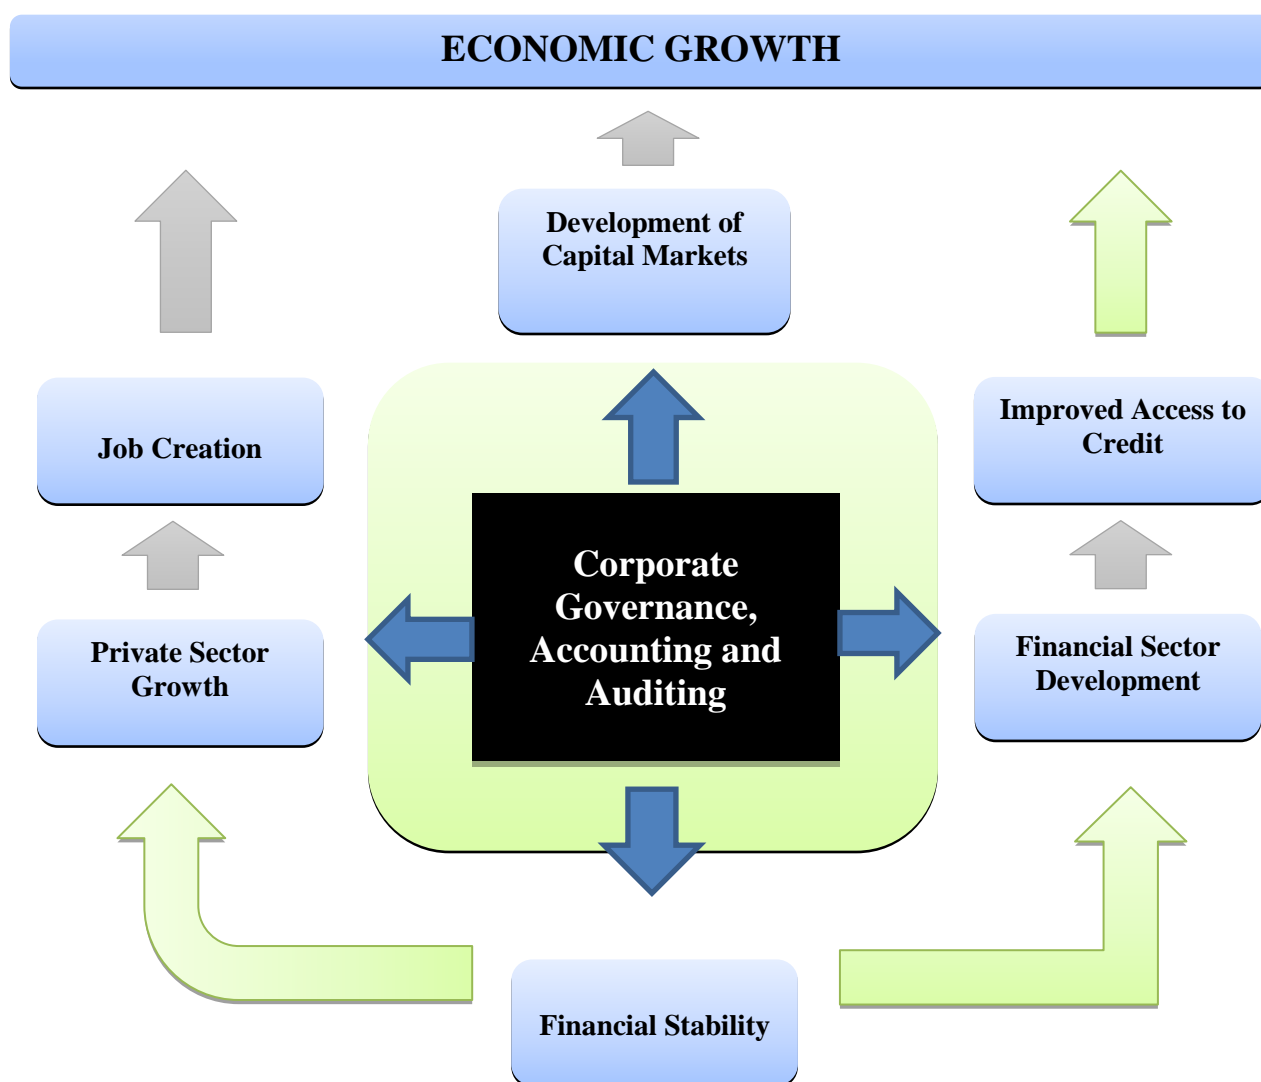 ECONOMIC GROWTH
Development of
Capital Markets
Job Creation
Improved Access to
Credit
Corporate
Governance,
Accounting and
Auditing
Private Sector
Growth
Financial Sector
Development
Financial Stability